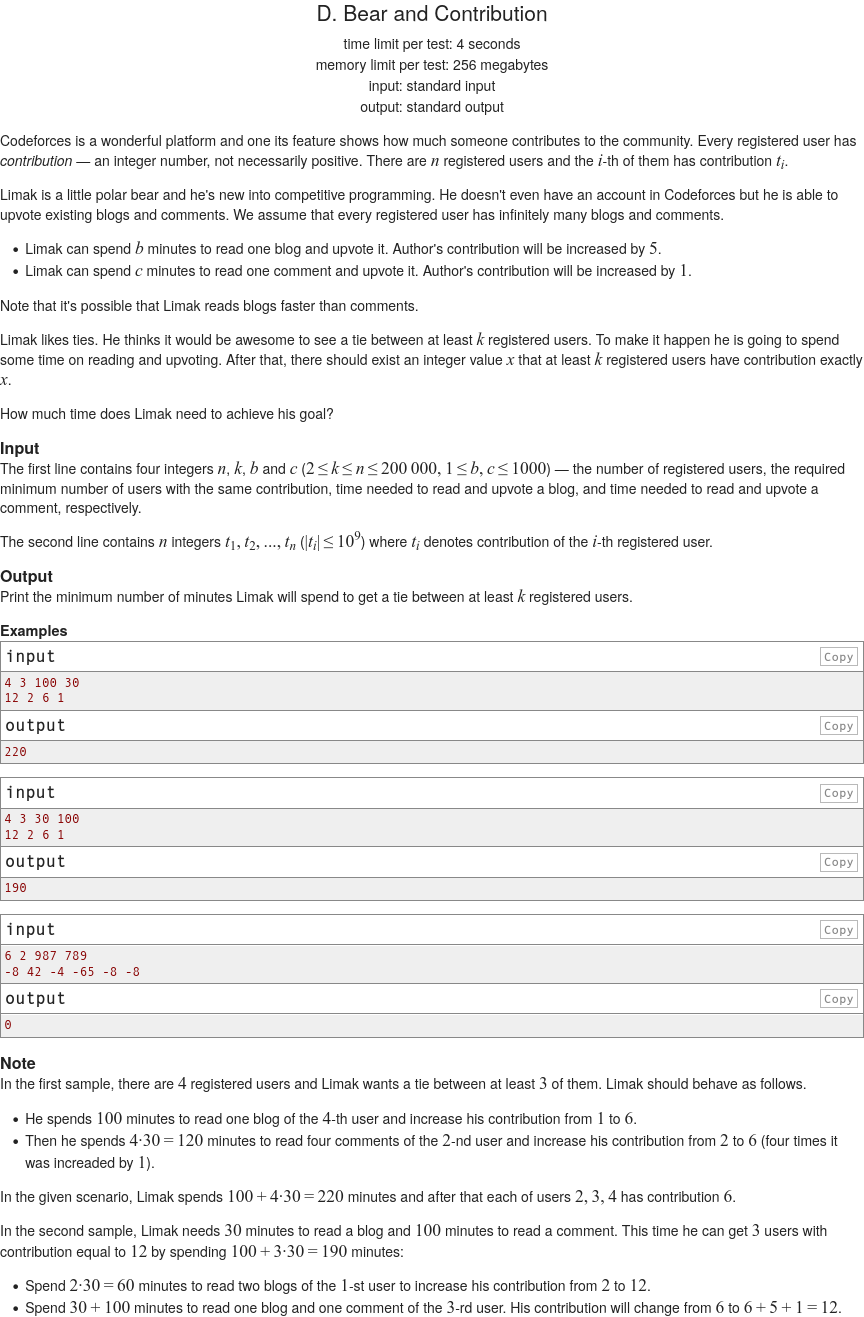 D. Bear and Contribution
time limit per test: 4 seconds
memory limit per test: 256 megabytes
input: standard input
output: standard output
Codeforces is a wonderful platform and one its feature shows how much someone contributes to the community. Every registered user has
contribution — an integer number, not necessarily positive. There are n registered users and the i-th of them has contribution t_i.
Limak is a little polar bear and he's new into competitive programming. He doesn't even have an account in Codeforces but he is able to
upvote existing blogs and comments. We assume that every registered user has infinitely many blogs and comments.
• Limak can spend b minutes to read one blog and upvote it. Author's contribution will be increased by 5.
• Limak can spend c minutes to read one comment and upvote it. Author's contribution will be increased by 1.
Note that it's possible that Limak reads blogs faster than comments.
Limak likes ties. He thinks it would be awesome to see a tie between at least k registered users. To make it happen he is going to spend
some time on reading and upvoting. After that, there should exist an integer value x that at least k registered users have contribution exactly
x.
How much time does Limak need to achieve his goal?
Input
The first line contains four integers n, k, b and c (2 ≤ k ≤ n ≤ 200 000, 1 ≤ b, c ≤ 1000) — the number of registered users, the required
minimum number of users with the same contribution, time needed to read and upvote a blog, and time needed to read and upvote a
comment, respectively.
The second line contains n integers t_1, t_2, ..., t_n (|t_i| ≤ 10^9) where t_i denotes contribution of the i-th registered user.
Output
Print the minimum number of minutes Limak will spend to get a tie between at least k registered users.
Examples
input Copy
4 3 100 30
12 2 6 1
output Copy
220
input Copy
4 3 30 100
12 2 6 1
output Copy
190
input Copy
6 2 987 789
-8 42 -4 -65 -8 -8
output Copy
0
Note
In the first sample, there are 4 registered users and Limak wants a tie between at least 3 of them. Limak should behave as follows.
• He spends 100 minutes to read one blog of the 4-th user and increase his contribution from 1 to 6.
• Then he spends 4·30 = 120 minutes to read four comments of the 2-nd user and increase his contribution from 2 to 6 (four times it
was increaded by 1).
In the given scenario, Limak spends 100 + 4·30 = 220 minutes and after that each of users 2, 3, 4 has contribution 6.
In the second sample, Limak needs 30 minutes to read a blog and 100 minutes to read a comment. This time he can get 3 users with
contribution equal to 12 by spending 100 + 3·30 = 190 minutes:
• Spend 2·30 = 60 minutes to read two blogs of the 1-st user to increase his contribution from 2 to 12.
• Spend 30 + 100 minutes to read one blog and one comment of the 3-rd user. His contribution will change from 6 to 6 + 5 + 1 = 12.